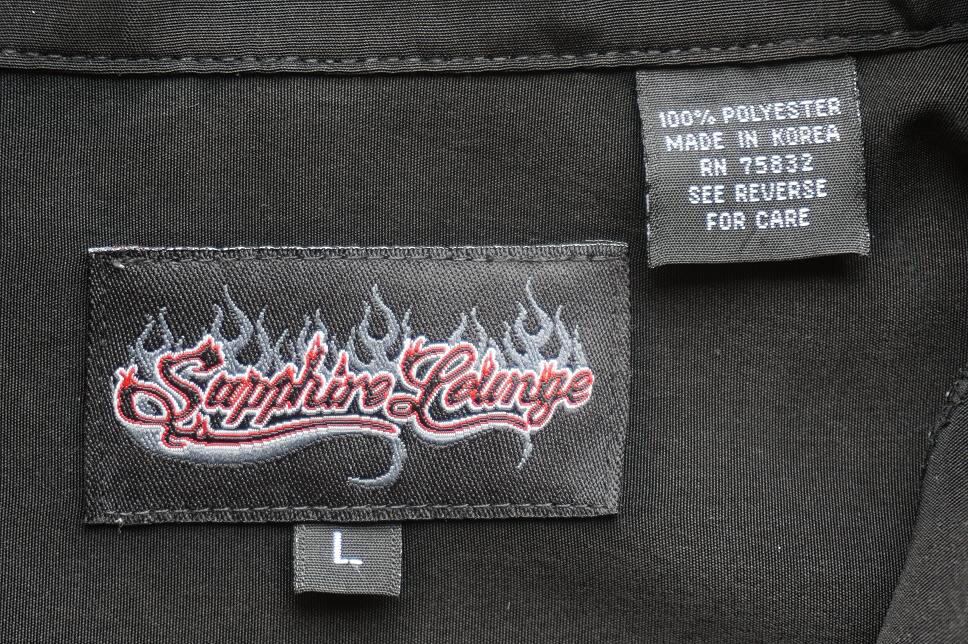 100% POLYESTER
MADE IN KOREA
RN 75832
SEE REVERSE
FOR CARE
Sapphire Lounge
L